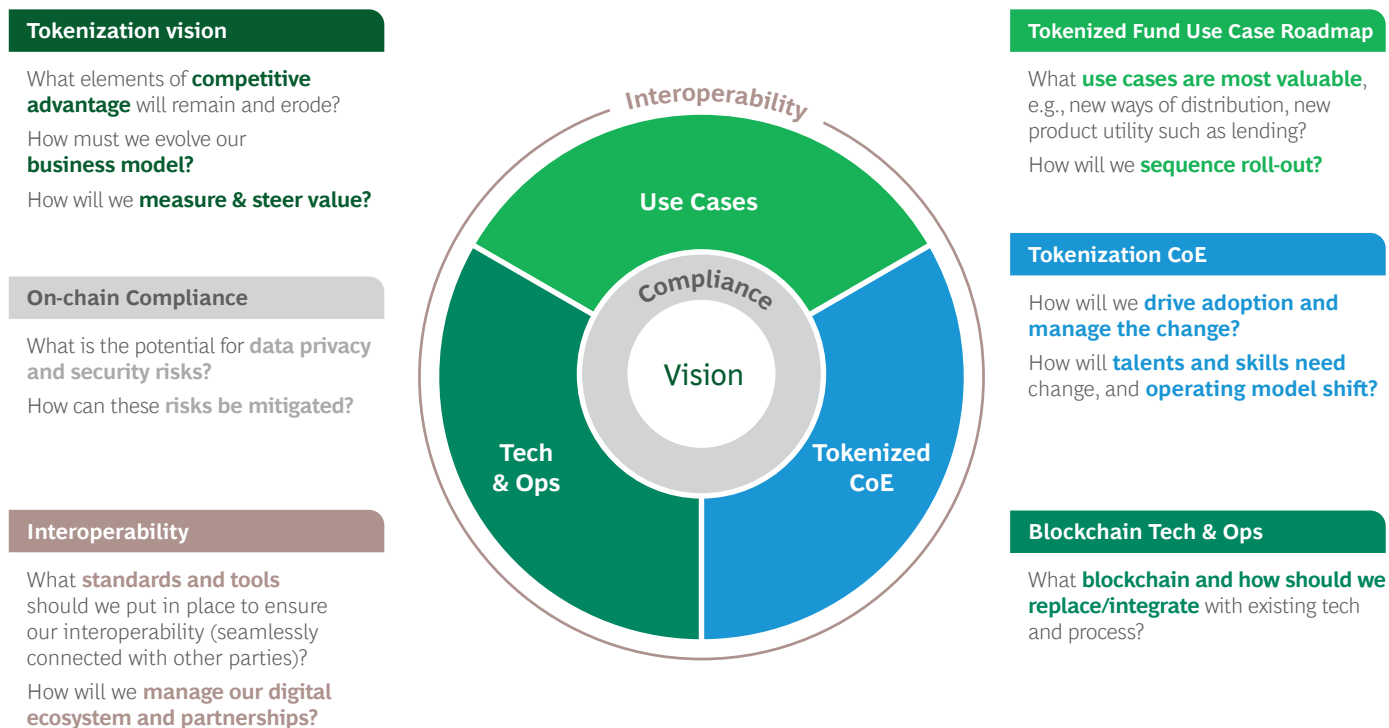 Tokenization vision
What elements of competitive
advantage will remain and erode?
How must we evolve our
business model?
How will we measure & steer value?
On-chain Compliance
What is the potential for data privacy
and security risks?
How can these risks be mitigated?
Interoperability
What standards and tools
should we put in place to ensure
our interoperability (seamlessly
connected with other parties)?
How will we manage our digital
ecosystem and partnerships?
Interoperability
Use Cases
Compliance
Vision
Tech
& Ops
Tokenized
CoE
Tokenized Fund Use Case Roadmap
What use cases are most valuable,
e.g., new ways of distribution, new
product utility such as lending?
How will we sequence roll-out?
Tokenization CoE
How will we drive adoption and
manage the change?
How will talents and skills need
change, and operating model shift?
Blockchain Tech & Ops
What blockchain and how should we
replace/integrate with existing tech
and process?